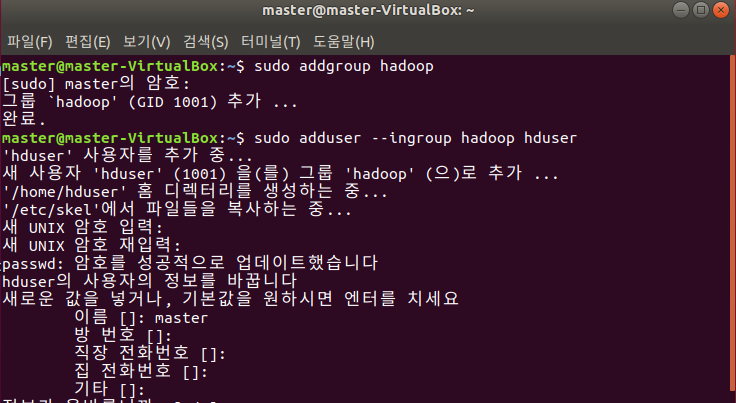 master@master-VirtualBox: ~
파일(F) 편집(E) 보기(V) 검색(S) 터미널(T) 도움말(H)
master@master-VirtualBox:~$ sudo addgroup hadoop
[sudo] master의 암호:
그룹 `hadoop' (GID 1001) 추가 ...
완료.
master@master-VirtualBox:~$ sudo adduser --ingroup hadoop hduser
'hduser' 사용자를 추가 중...
새 사용자 'hduser' (1001) 을(를) 그룹 'hadoop' (으)로 추가 ...
'/home/hduser' 홈 디렉터리를 생성하는 중...
'/etc/skel'에서 파일들을 복사하는 중...
새 UNIX 암호 입력:
새 UNIX 암호 재입력:
passwd: 암호를 성공적으로 업데이트했습니다
hduser의 사용자의 정보를 바꿉니다
새로운 값을 넣거나, 기본값을 원하시면 엔터를 치세요
이름 []: master
방 번호 []:
직장 전화번호 []:
집 전화번호 []:
기타 []: